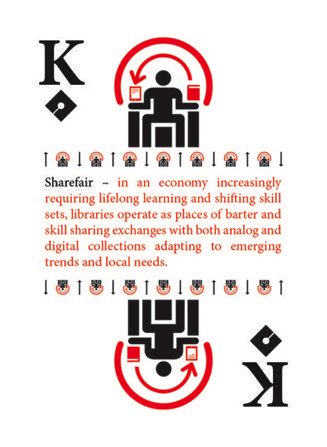 K
Sharefair – in an economy increasingly
requiring lifelong learning and shifting skill
sets, libraries operate as places of barter and
skill sharing exchanges with both analog and
digital collections adapting to emerging
trends and local needs.
K